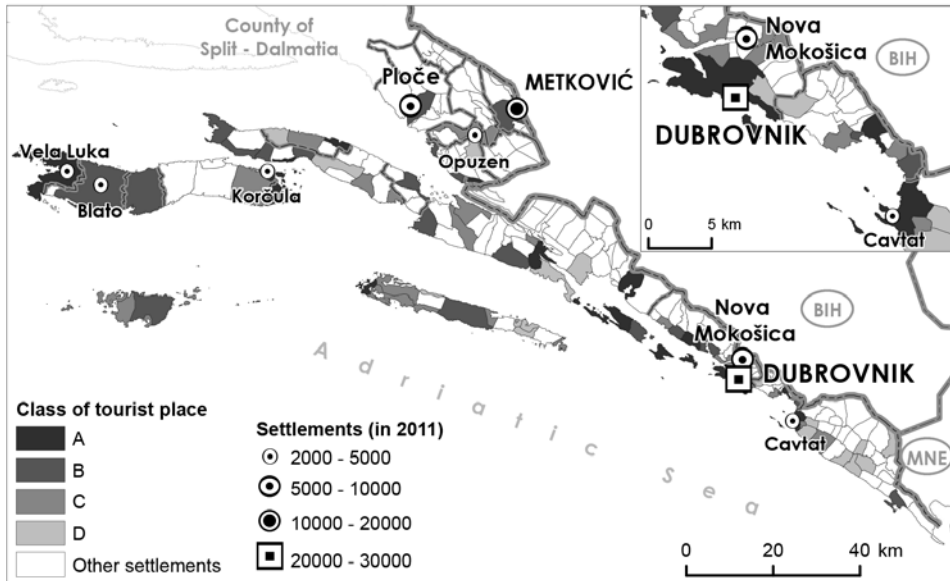 County of
Split - Dalmatia
Ploče
METKOVIĆ
Opuzen
Vela Luka
Blato
Korčula
Nova
Mokošica
BIH
DUBROVNIK
Cavtat
0 5 km
Nova
Mokošica
BIH
DUBROVNIK
Cavtat
MNE
Adriatic Sea
Class of tourist place
A
B
C
D
Other settlements
Settlements (in 2011)
2000 - 5000
5000 - 10000
10000 - 20000
20000 - 30000
0 20 40 km